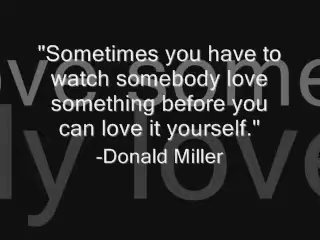 "Sometimes you have to
watch somebody love
something before you
can love it yourself."
-Donald Miller